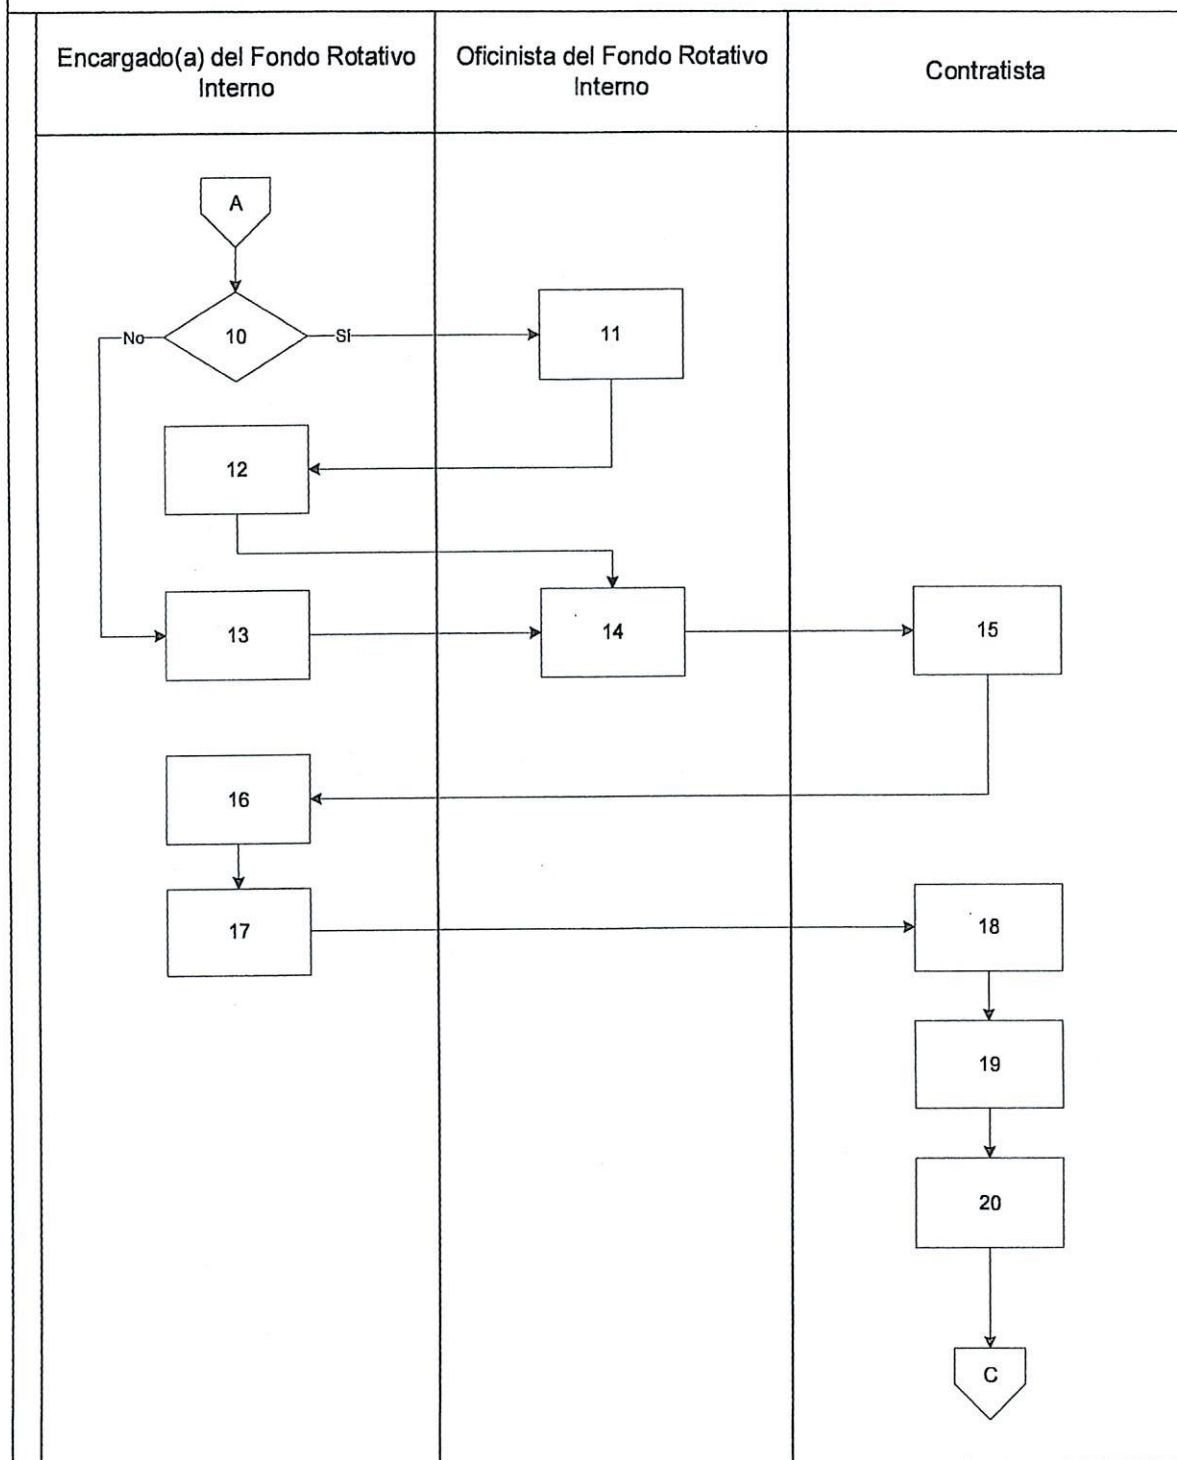 Encargado(a) del Fondo Rotativo
Interno
Oficinista del Fondo Rotativo
Interno
Contratista
A
No
10
Sí
11
12
13
14
15
16
17
18
19
20
C